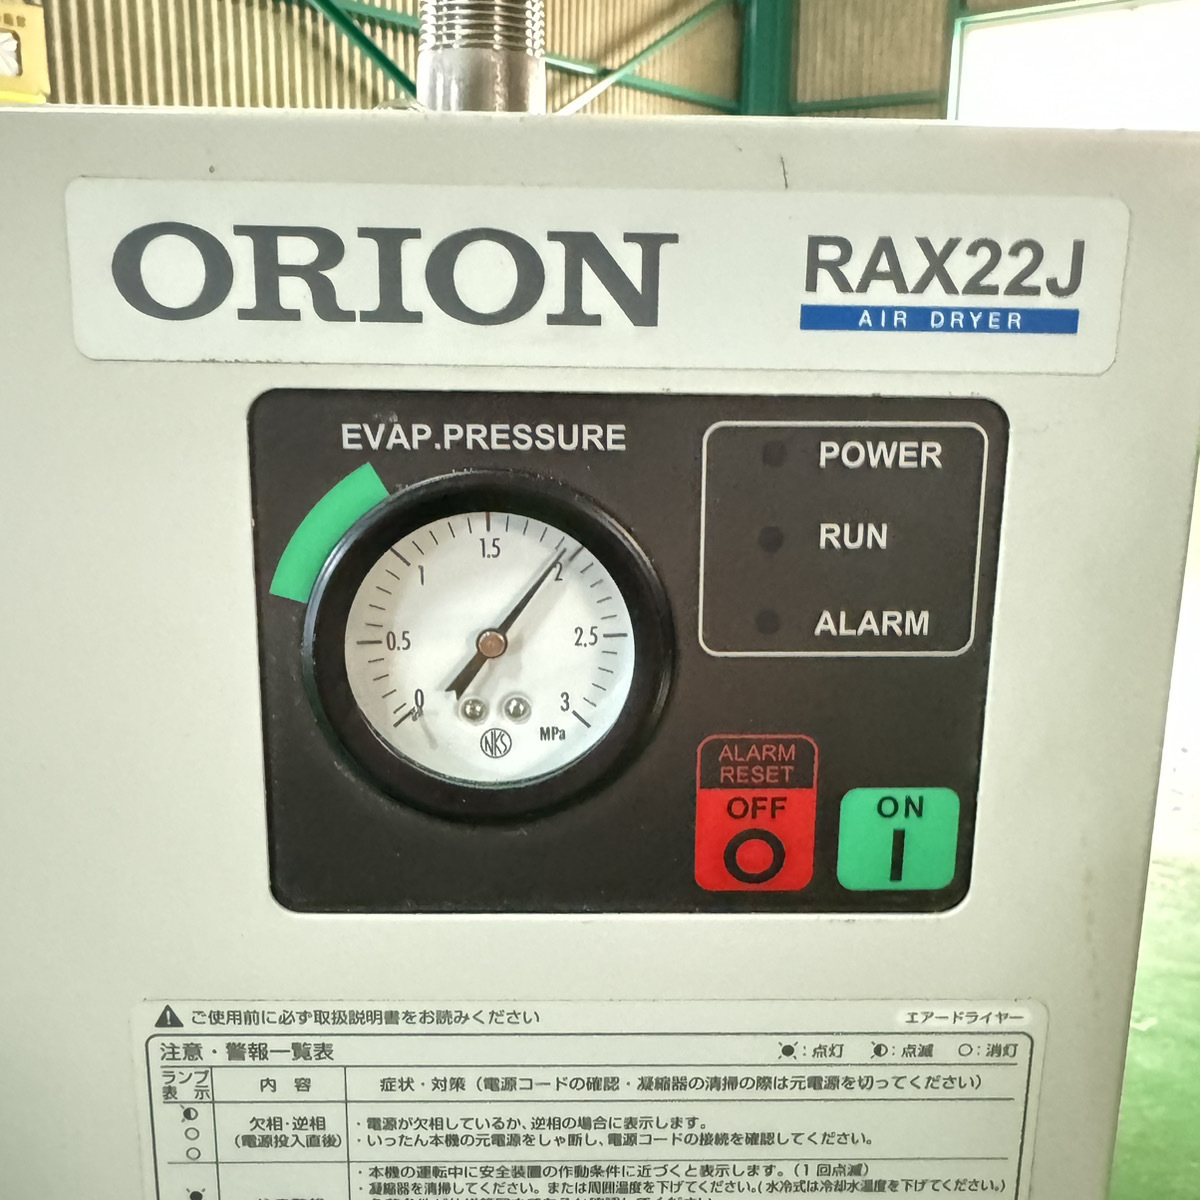 ORION
RAX22J
AIR DRYER
EVAP.PRESSURE
POWER
RUN
ALARM
0
0.5
1
1.5
2
2.5
3
MPa
NKS
ALARM
RESET
OFF
ON
ご使用前に必ず取扱説明書をお読みください
エアードライヤー
注意・警報一覧表
:点灯 :点滅 ○:消灯
ランプ
表示
内容
症状・対策（電源コードの確認・凝縮器の清掃の際は元電源を切ってください）
欠相・逆相
(電源投入直後)
・電源が欠相しているか、逆相の場合に表示します。
・いったん本機の元電源をしゃ断し、電源コードの接続を確認してください。
・本機の運転中に安全装置の作動条件に近づくと表示します。（1回点滅）
・凝縮器を清掃してください。または周囲温度を下げてください。(水冷式は冷却水温度を下げてください。)